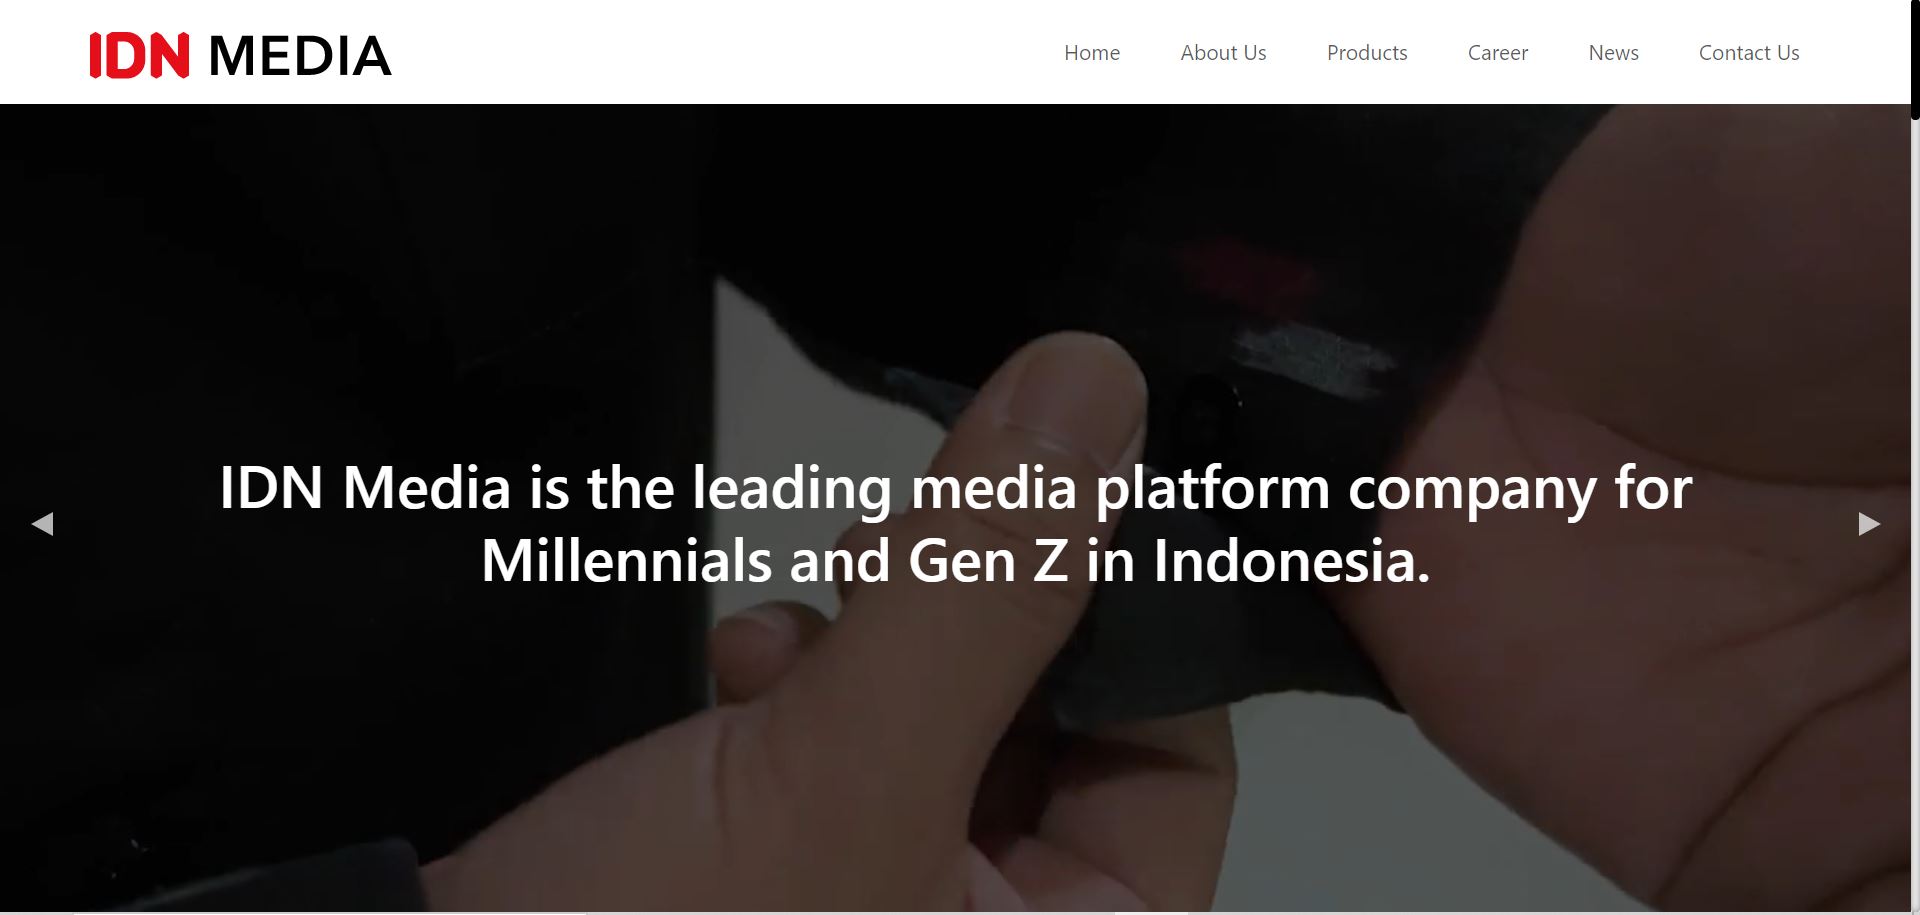 IDN MEDIA
Home
About Us
Products
Career
News
Contact Us
IDN Media is the leading media platform company for
Millennials and Gen Z in Indonesia.